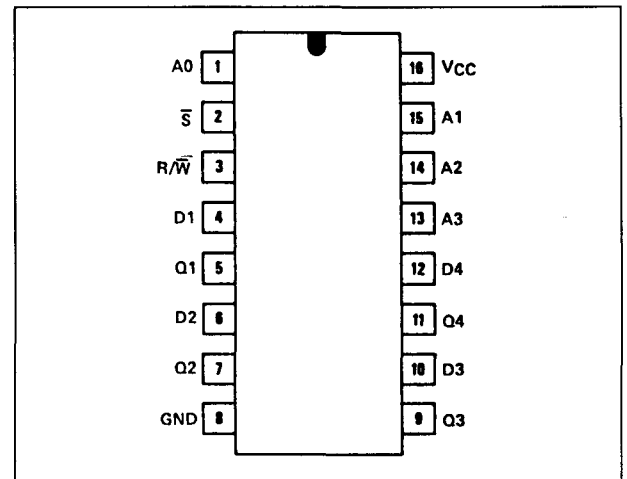 A0 1 16 VCC
S̅ 2 15 A1
R/W̅ 3 14 A2
D1 4 13 A3
Q1 5 12 D4
D2 6 11 Q4
Q2 7 10 D3
GND 8 9 Q3